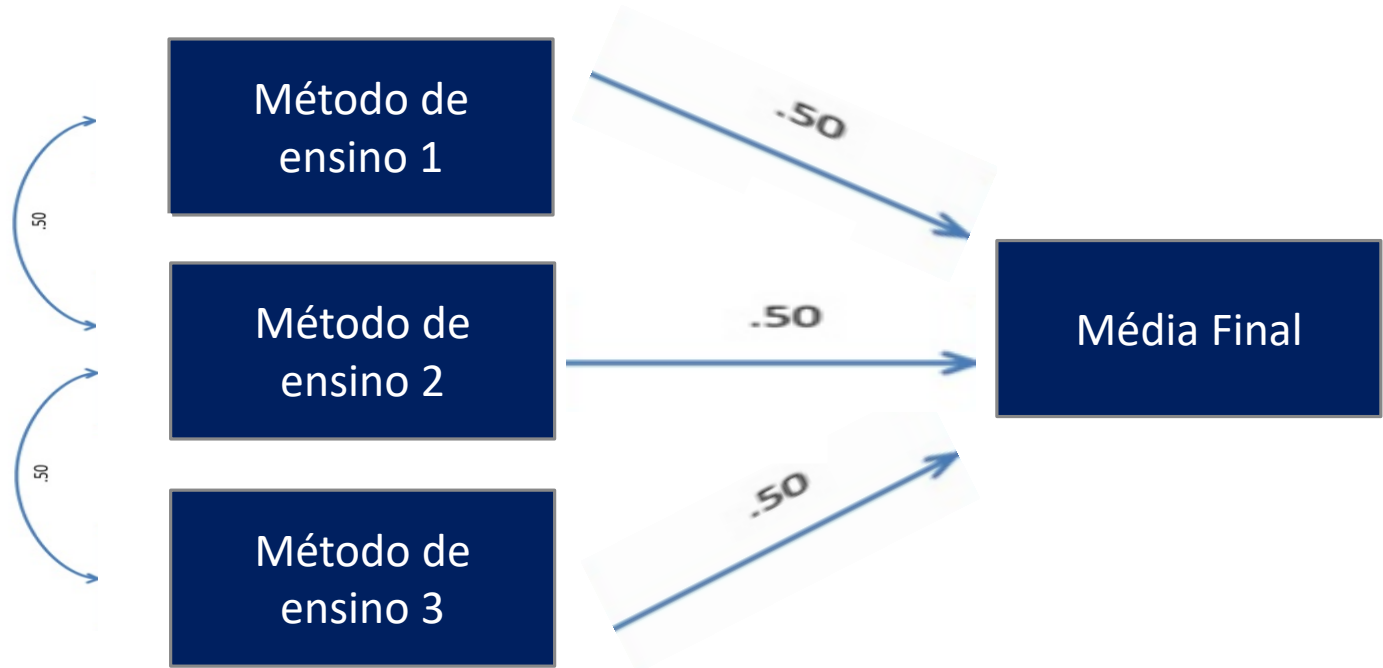 Método de
ensino 1
.50
.50
Método de
ensino 2
.50
Média Final
.50
Método de
ensino 3
.50